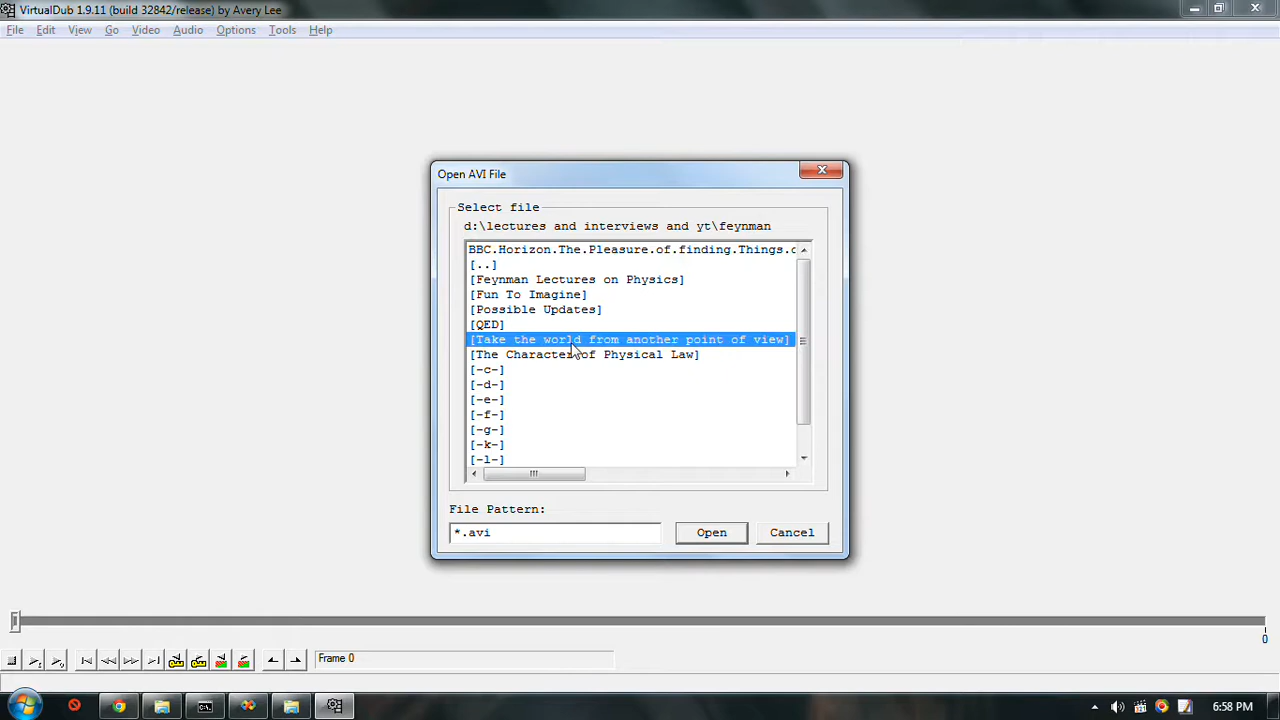 VirtualDub 1.9.11 (build 32842/release) by Avery Lee
File Edit View Go Video Audio Options Tools Help
Open AVI File
Select file
d:\lectures and interviews and yt\feynman
BBC.Horizon.The.Pleasure.of.finding.Things.
[..]
[Feynman Lectures on Physics]
[Fun To Imagine]
[Possible Updates]
[QED]
[Take the world from another point of view]
[The Character of Physical Law]
[-c-]
[-d-]
[-e-]
[-f-]
[-g-]
[-k-]
[-l-]
File Pattern:
*.avi
Open
Cancel
0
Frame 0
6:58 PM